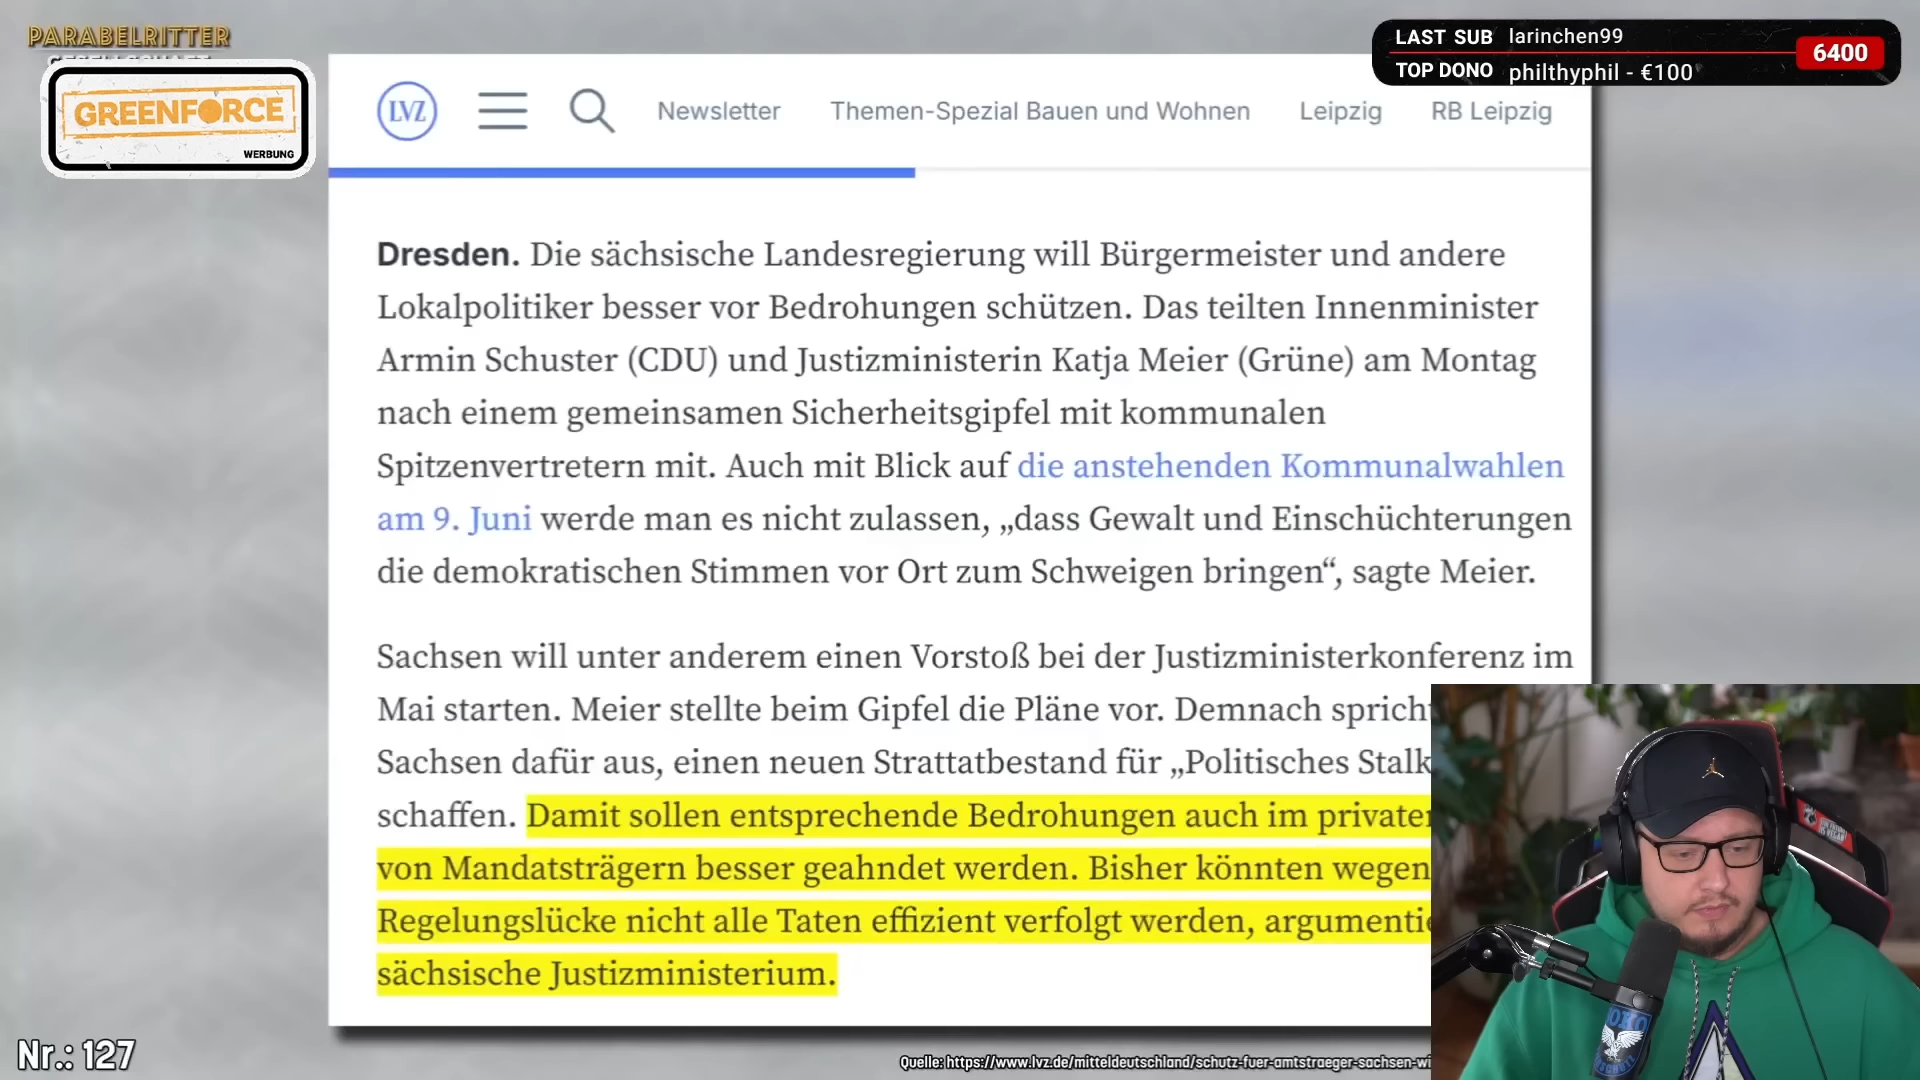 PARABELRITTER
GREENFORCE
WERBUNG
LAST SUB larinchen99
TOP DONO philthyphil - €100
6400
LVZ Newsletter Themen-Spezial Bauen und Wohnen Leipzig RB Leipzig
Dresden. Die sächsische Landesregierung will Bürgermeister und andere
Lokalpolitiker besser vor Bedrohungen schützen. Das teilten Innenminister
Armin Schuster (CDU) und Justizministerin Katja Meier (Grüne) am Montag
nach einem gemeinsamen Sicherheitsgipfel mit kommunalen
Spitzenvertretern mit. Auch mit Blick auf die anstehenden Kommunalwahlen
am 9. Juni werde man es nicht zulassen, „dass Gewalt und Einschüchterungen
die demokratischen Stimmen vor Ort zum Schweigen bringen“, sagte Meier.
Sachsen will unter anderem einen Vorstoß bei der Justizministerkonferenz im
Mai starten. Meier stellte beim Gipfel die Pläne vor. Demnach spricht
Sachsen dafür aus, einen neuen Strattatbestand für „Politisches Stalk
schaffen. Damit sollen entsprechende Bedrohungen auch im privaten
von Mandatsträgern besser geahndet werden. Bisher könnten wegen
Regelungslücke nicht alle Taten effizient verfolgt werden, argumentie
sächsische Justizministerium.
Nr.: 127
Quelle: https://www.lvz.de/mitteldeutschland/schutz-fuer-amtstraeger-sachsen-wi